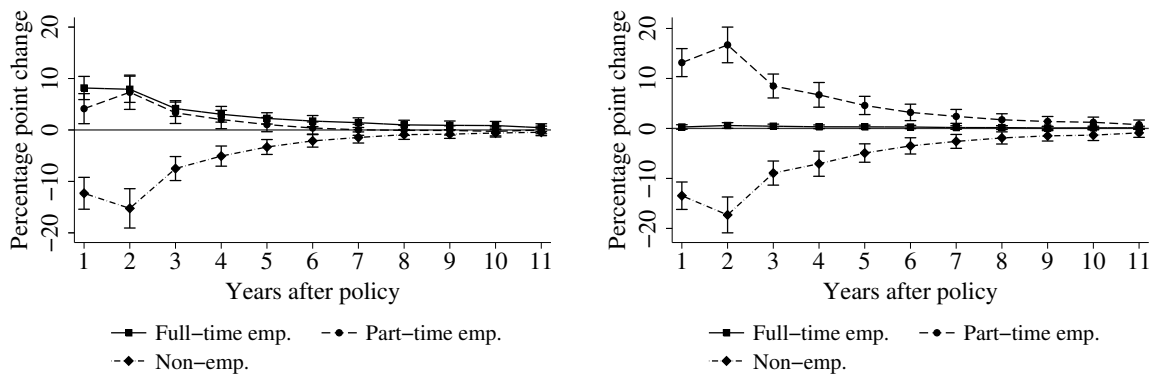 Percentage point change
20
10
0
−10
−20
1 2 3 4 5 6 7 8 9 10 11
Years after policy
Full−time emp. Part−time emp.
Non−emp.
Percentage point change
20
10
0
−10
−20
1 2 3 4 5 6 7 8 9 10 11
Years after policy
Full−time emp. Part−time emp.
Non−emp.